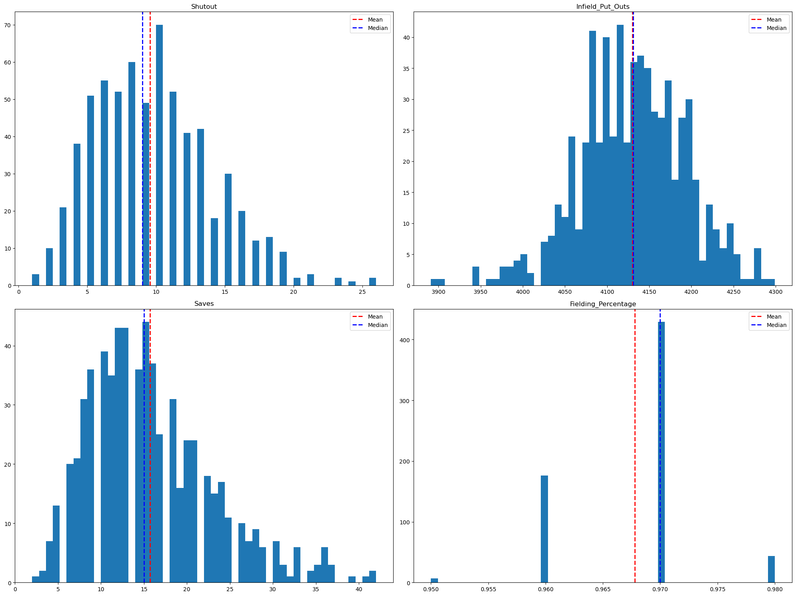 Shutout
Mean
Median
70
60
50
40
30
20
10
0
0 5 10 15 20 25
Infield_Put_Outs
Mean
Median
40
35
30
25
20
15
10
5
0
3900 3950 4000 4050 4100 4150 4200 4250 4300
Saves
Mean
Median
40
30
20
10
0
0 5 10 15 20 25 30 35 40
Fielding_Percentage
Mean
Median
400
300
200
100
0
0.950 0.955 0.960 0.965 0.970 0.975 0.980